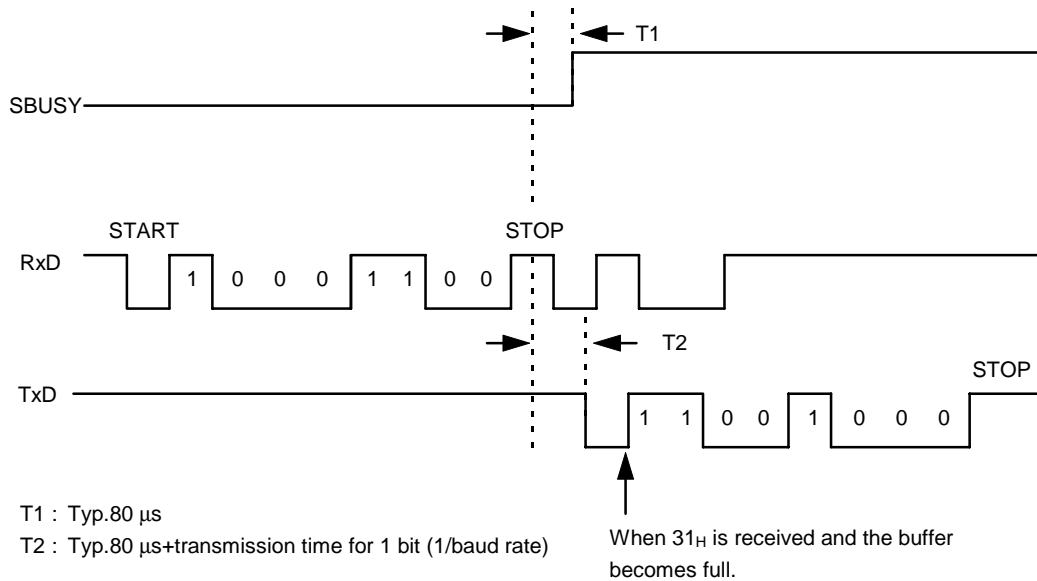 T1
SBUSY
START
STOP
RxD
1 0 0 0 1 1 0 0
T2
STOP
TxD
1 1 0 0 1 0 0 0
T1 : Typ.80 μs
T2 : Typ.80 μs+transmission time for 1 bit (1/baud rate)
When 31H is received and the buffer
becomes full.